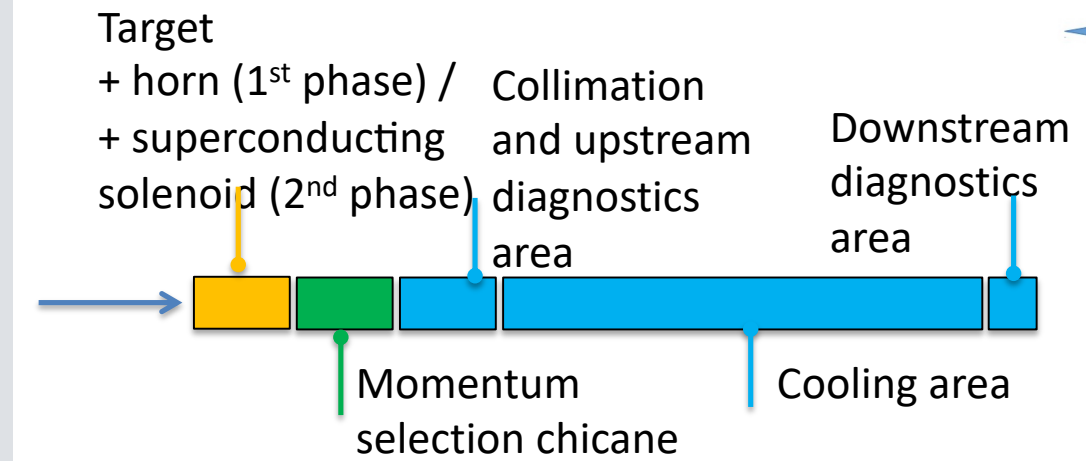 Target
+ horn (1st phase) /
+ superconducting
solenoid (2nd phase)
Collimation
and upstream
diagnostics
area
Downstream
diagnostics
area
Momentum
selection chicane
Cooling area